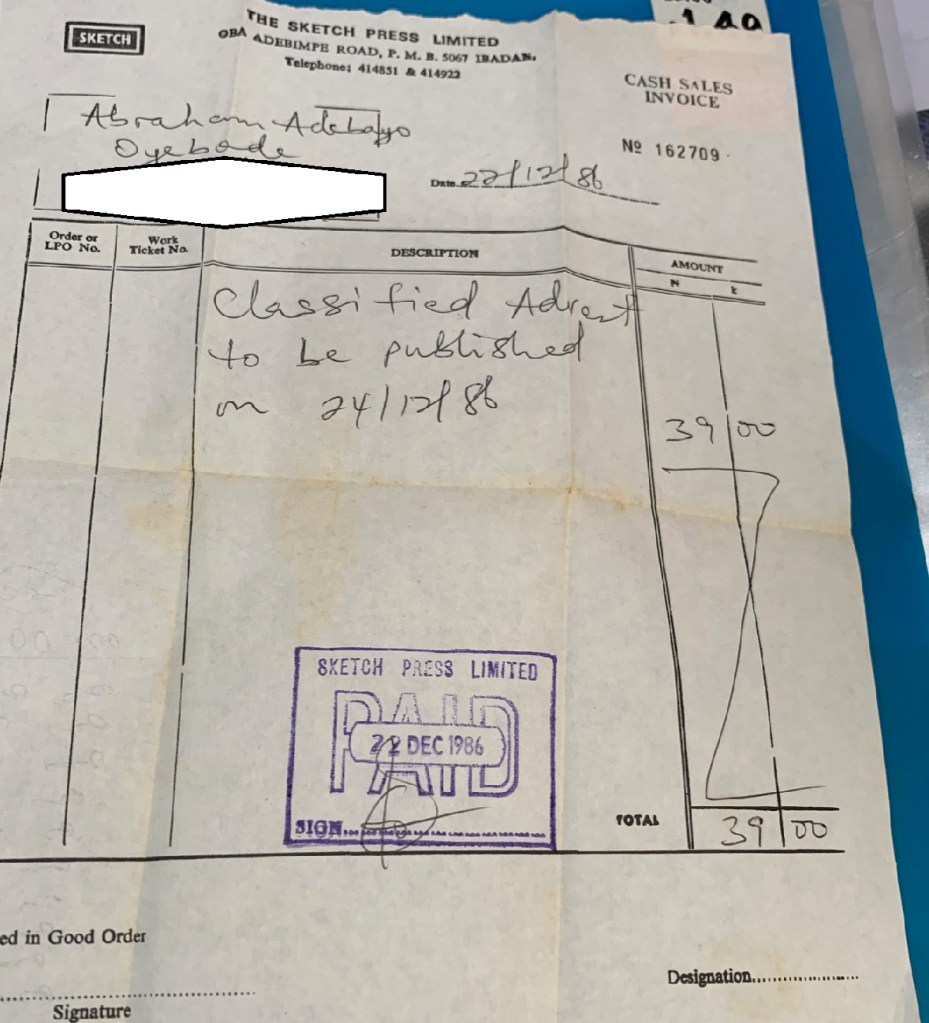 SKETCH
THE SKETCH PRESS LIMITED
OBA ADEBIMPE ROAD, P. M. B. 5067 IBADAN.
Telephone: 414851 & 414922
CASH SALES
INVOICE
Nº 162709
Abraham Adebayo
Oyebode
Date 22/12/86
Order or
LPO No.
Work
Ticket No.
DESCRIPTION
AMOUNT
N K
Classified Advert
to be published
on 24/12/86
39 00
SKETCH PRESS LIMITED
PAID
22 DEC 1986
SIGN
TOTAL
39 00
ed in Good Order
Designation
Signature